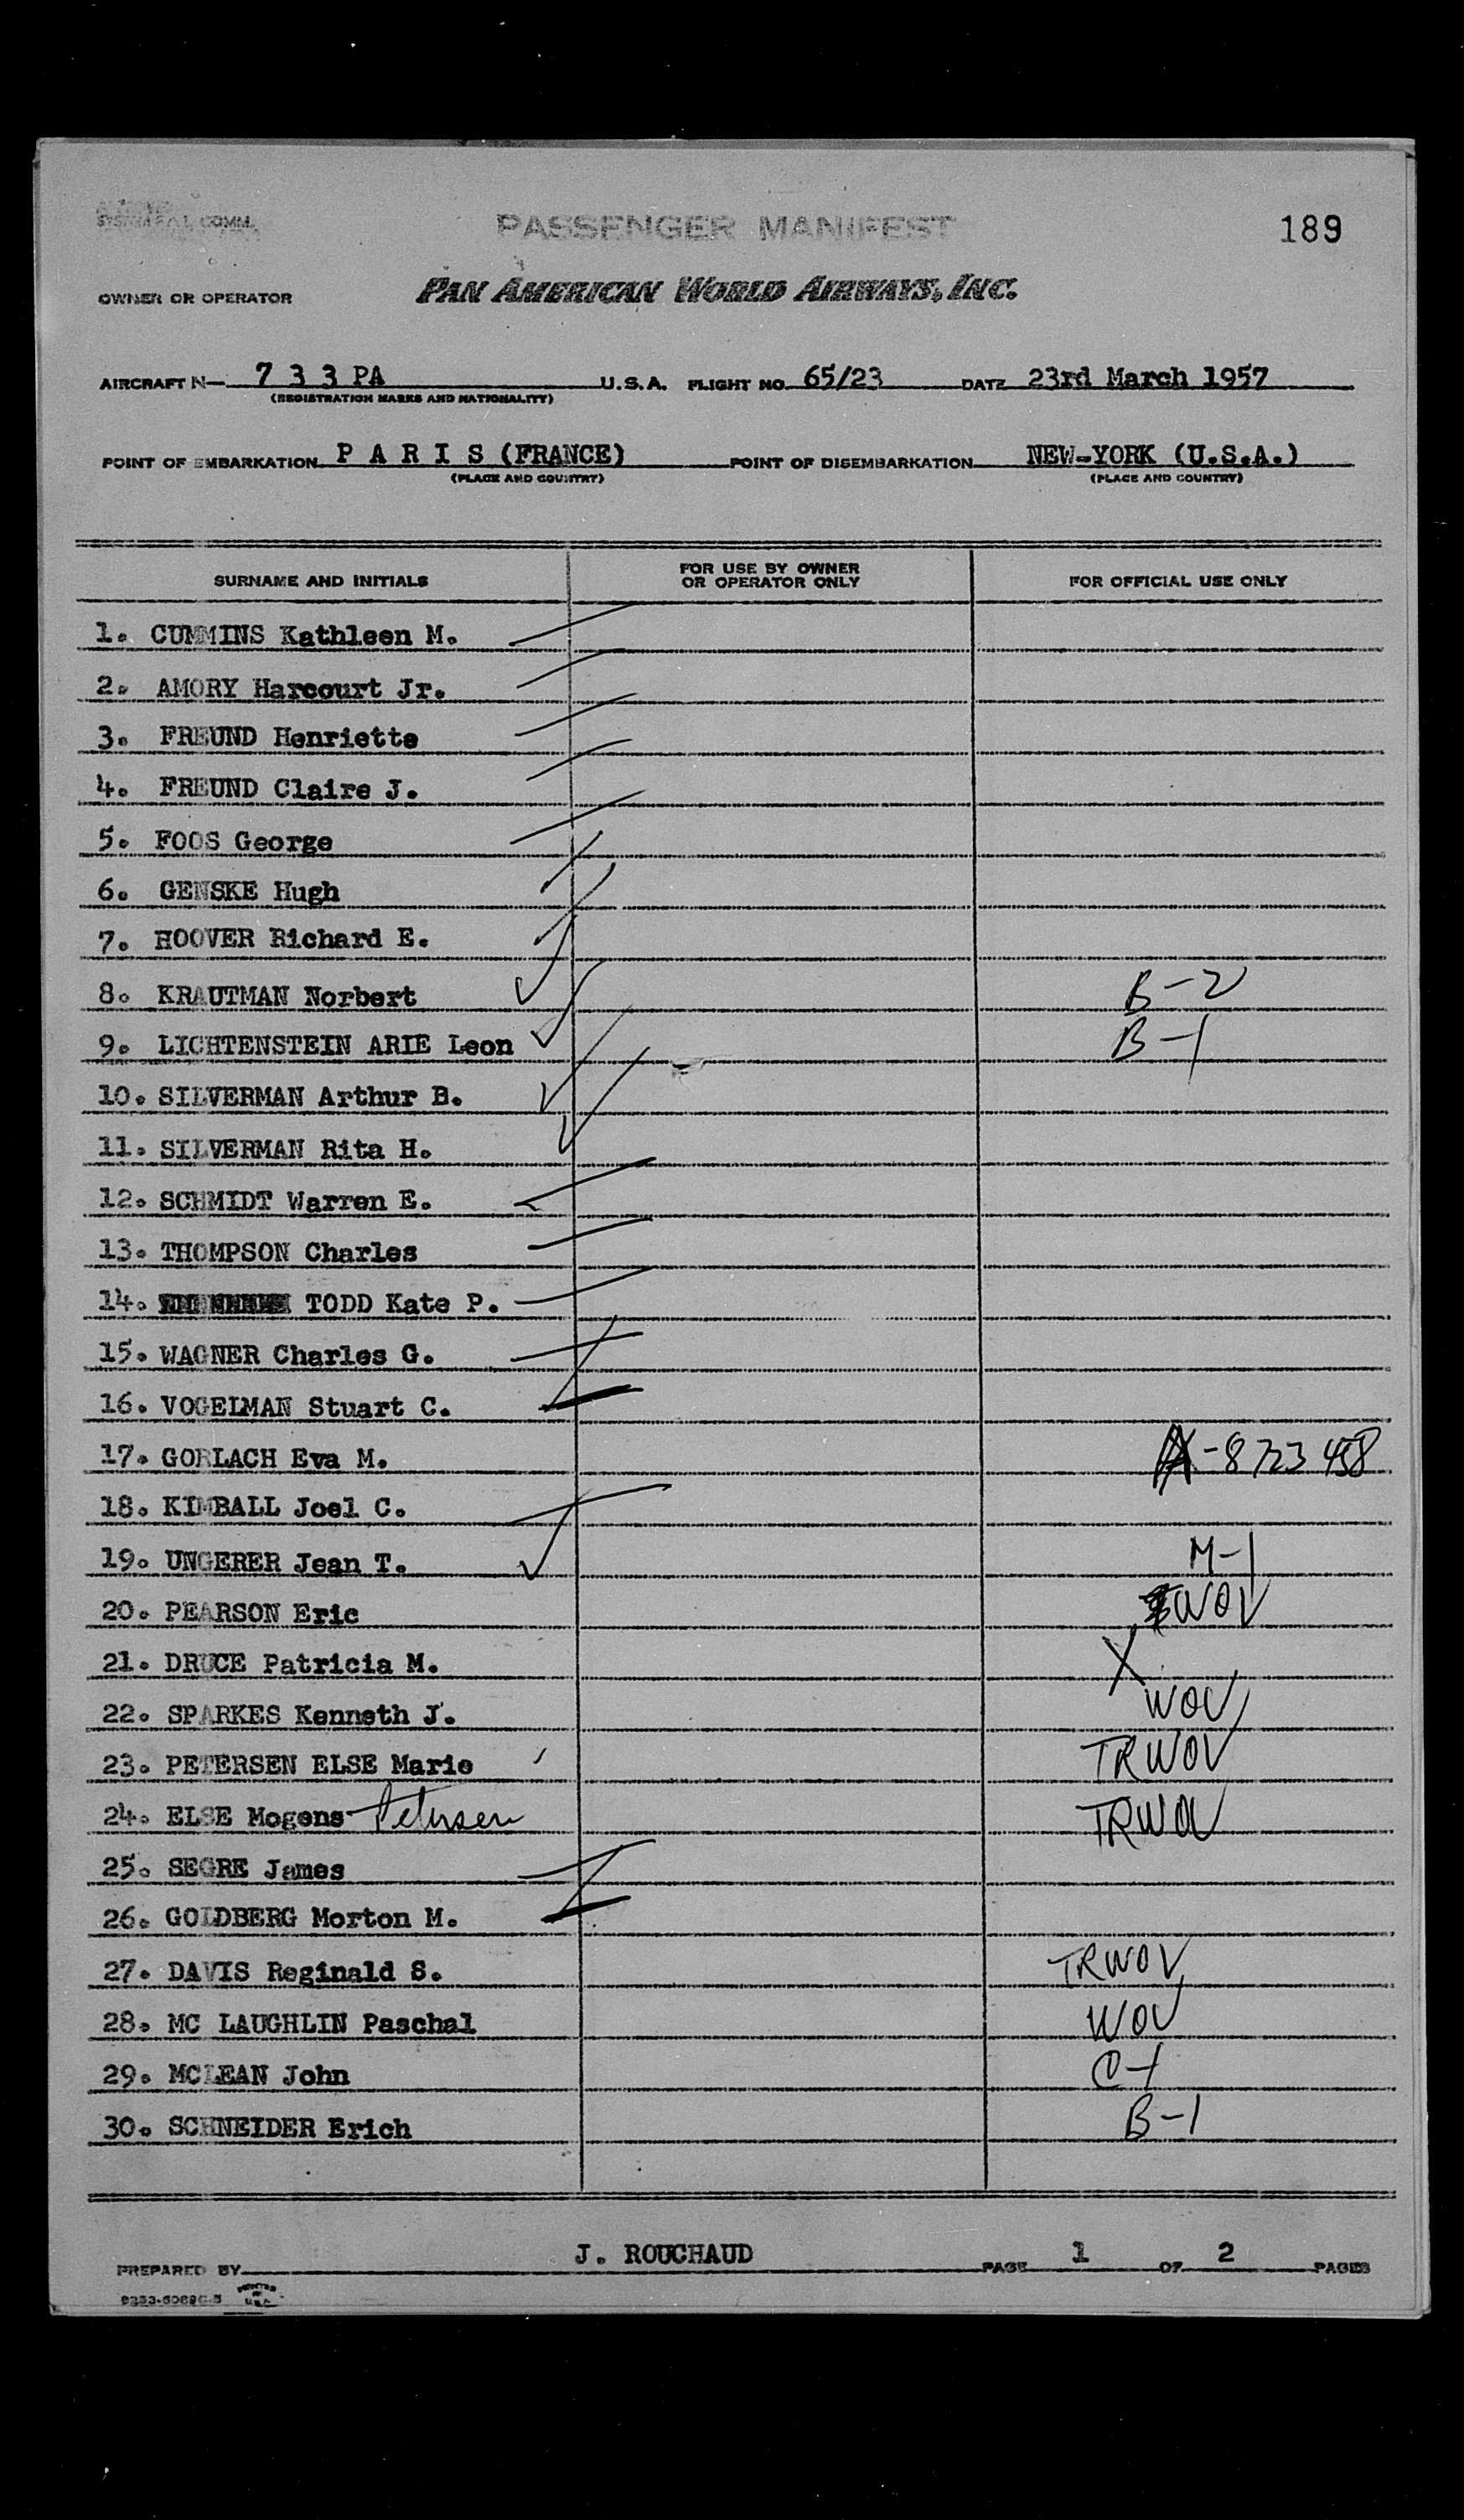 SYSTEM FORM COMM.
PASSENGER MANIFEST
189
OWNER OR OPERATOR PAN AMERICAN WORLD AIRWAYS, INC.
AIRCRAFT N— 7 3 3 PA U.S.A. FLIGHT NO. 65/23 DATE 23rd March 1957
(REGISTRATION MARKS AND NATIONALITY)
POINT OF EMBARKATION P A R I S (FRANCE) POINT OF DISEMBARKATION NEW-YORK (U.S.A.)
(PLACE AND COUNTRY) (PLACE AND COUNTRY)
SURNAME AND INITIALS FOR USE BY OWNER OR OPERATOR ONLY FOR OFFICIAL USE ONLY
1. CUMMINS Kathleen M.
2. AMORY Harcourt Jr.
3. FREUND Henriette
4. FREUND Claire J.
5. FOOS George
6. GENSKE Hugh
7. HOOVER Richard E.
8. KRAUTMAN Norbert B-2
9. LICHTENSTEIN ARIE Leon B-1
10. SILVERMAN Arthur B.
11. SILVERMAN Rita H.
12. SCHMIDT Warren E.
13. THOMPSON Charles
14. TODD Kate P.
15. WAGNER Charles G.
16. VOGELMAN Stuart C.
17. GORLACH Eva M. A-8723458
18. KIMBALL Joel C.
19. UNGERER Jean T. M-1
20. PEARSON Eric WOV
21. DRUCE Patricia M. X
22. SPARKES Kenneth J. WOV
23. PETERSEN ELSE Marie TRWOV
24. ELSE Mogens Petersen TRWOV
25. SEGRE James
26. GOLDBERG Morton M.
27. DAVIS Reginald S. TRWOV
28. MC LAUGHLIN Paschal WOV
29. MCLEAN John C-1
30. SCHNEIDER Erich B-1
PREPARED BY J. ROUCHAUD PAGE 1 OF 2 PAGES
PRINTED IN U.S.A.